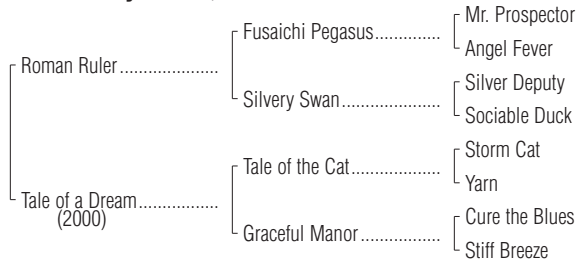 Mr. Prospector
Fusaichi Pegasus..............
Angel Fever
Roman Ruler.....................
Silver Deputy
Silvery Swan.....................
Sociable Duck
Storm Cat
Tale of the Cat...................
Yarn
Tale of a Dream.................
(2000)
Cure the Blues
Graceful Manor.................
Stiff Breeze